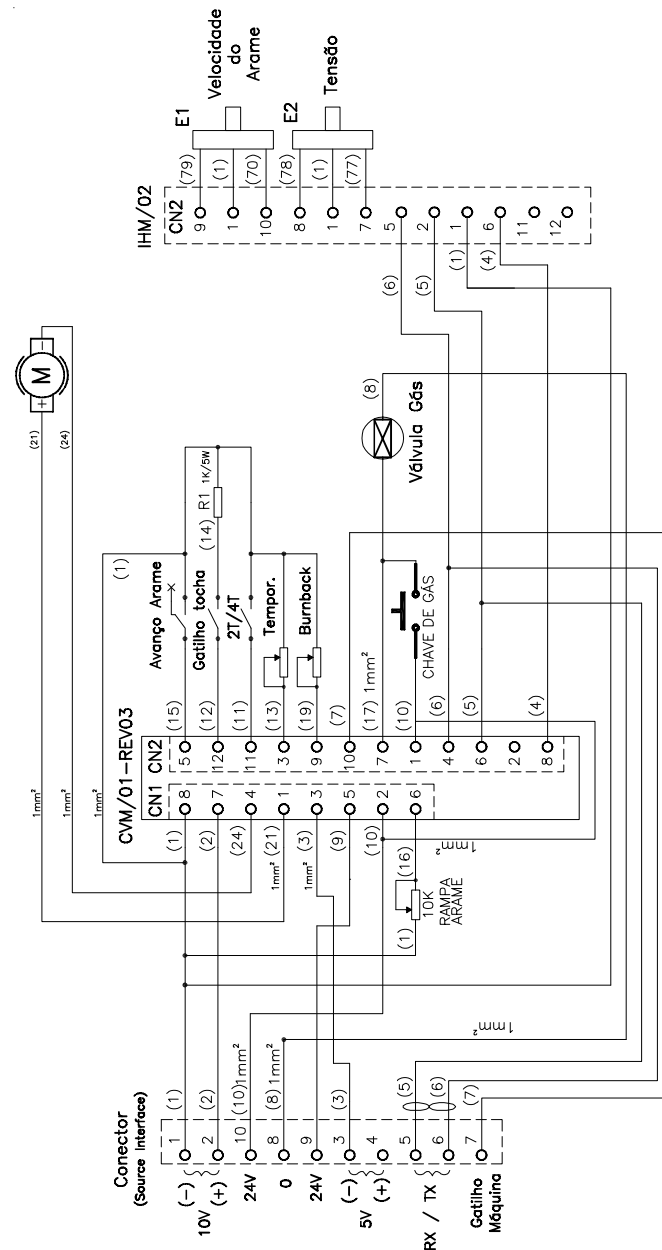 Velocidade
do
Arame
Tensão
E1
E2
(79)
(1)
(70)
(78)
(1)
(77)
IHM/02
CN2
9
1
10
8
1
7
5
2
1
6
11
12
(6)
(5)
(1)
(4)
M
+
-
(21)
(24)
(8)
Válvula Gás
R1
1K/5W
(14)
(1)
Avanço Arame
Gatilho tocha
2T/4T
Tempor.
Burnback
CHAVE DE GÁS
1mm²
1mm²
1mm²
(15)
(12)
(11)
(13)
(19)
(7)
(17)
1mm²
(10)
(6)
(5)
(4)
CVM/01-REV03
CN2
5
12
11
3
9
10
7
1
4
6
2
8
CN1
8
7
4
1
3
5
2
6
(1)
(2)
(24)
1mm²
(21)
1mm²
(3)
(9)
(10)
(16)
1mm²
10K
RAMPA
ARAME
(1)
1mm²
Conector
(Source Interface)
(1)
(2)
(10)
1mm²
(8)
1mm²
(3)
(5)
(6)
(7)
1
2
10
8
9
3
4
5
6
7
(-)
(+)
10V
24V
0
24V
(-)
(+)
5V
RX / TX
Gatilho
Máquina